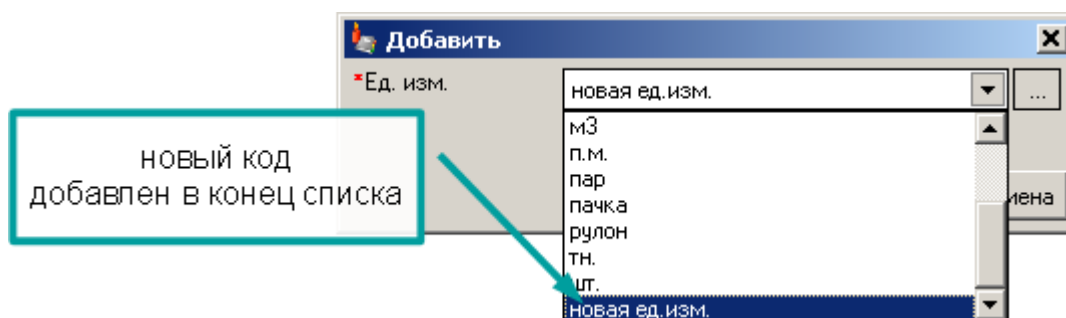 Добавить
*Ед. изм.
новая ед.изм.
...
новый код
добавлен в конец списка
м3
п.м.
пар
пачка
рулон
тн.
шт.
новая ед.изм.